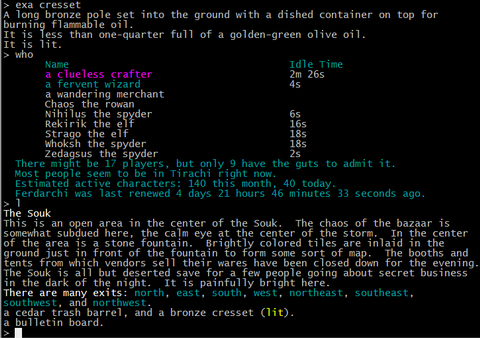 > exa cresset
A long bronze pole set into the ground with a dished container on top for
burning flammable oil.
It is less than one-quarter full of a golden-green olive oil.
It is lit.
> who
Name Idle Time
a clueless crafter 2m 26s
a fervent wizard 4s
a wandering merchant
Chaos the rowan
Nihilus the spyder 6s
Rekirik the elf 16s
Strago the elf 18s
Whoksh the spyder 18s
Zedagsus the spyder 2s
There might be 17 players, but only 9 have the guts to admit it.
Most people seem to be in Tirachi right now.
Estimated active characters: 140 this month, 40 today.
Ferdarchi was last renewed 4 days 21 hours 46 minutes 33 seconds ago.
> l
The Souk
This is an open area in the center of the Souk.  The chaos of the bazaar is
somewhat subdued here, the calm eye at the center of the storm.  In the center
of the area is a stone fountain.  Brightly colored tiles are inlaid in the
ground just in front of the fountain to form some sort of map.  The booths and
tents from which vendors sell their wares have been closed down for the evening.
The Souk is all but deserted save for a few people going about secret business
in the dark of the night.  It is painfully bright here.
There are many exits: north, east, south, west, northeast, southeast,
southwest, and northwest.
a cedar trash barrel, and a bronze cresset (lit).
a bulletin board.
>